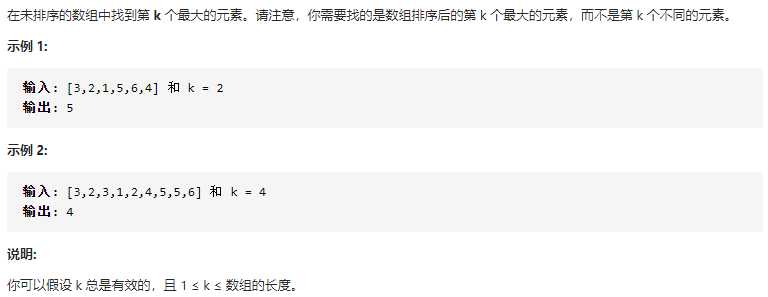 在未排序的数组中找到第 k 个最大的元素。请注意，你需要找的是数组排序后的第 k 个最大的元素，而不是第 k 个不同的元素。
示例 1:
输入: [3,2,1,5,6,4] 和 k = 2
输出: 5
示例 2:
输入: [3,2,3,1,2,4,5,5,6] 和 k = 4
输出: 4
说明:
你可以假设 k 总是有效的，且 1 ≤ k ≤ 数组的长度。